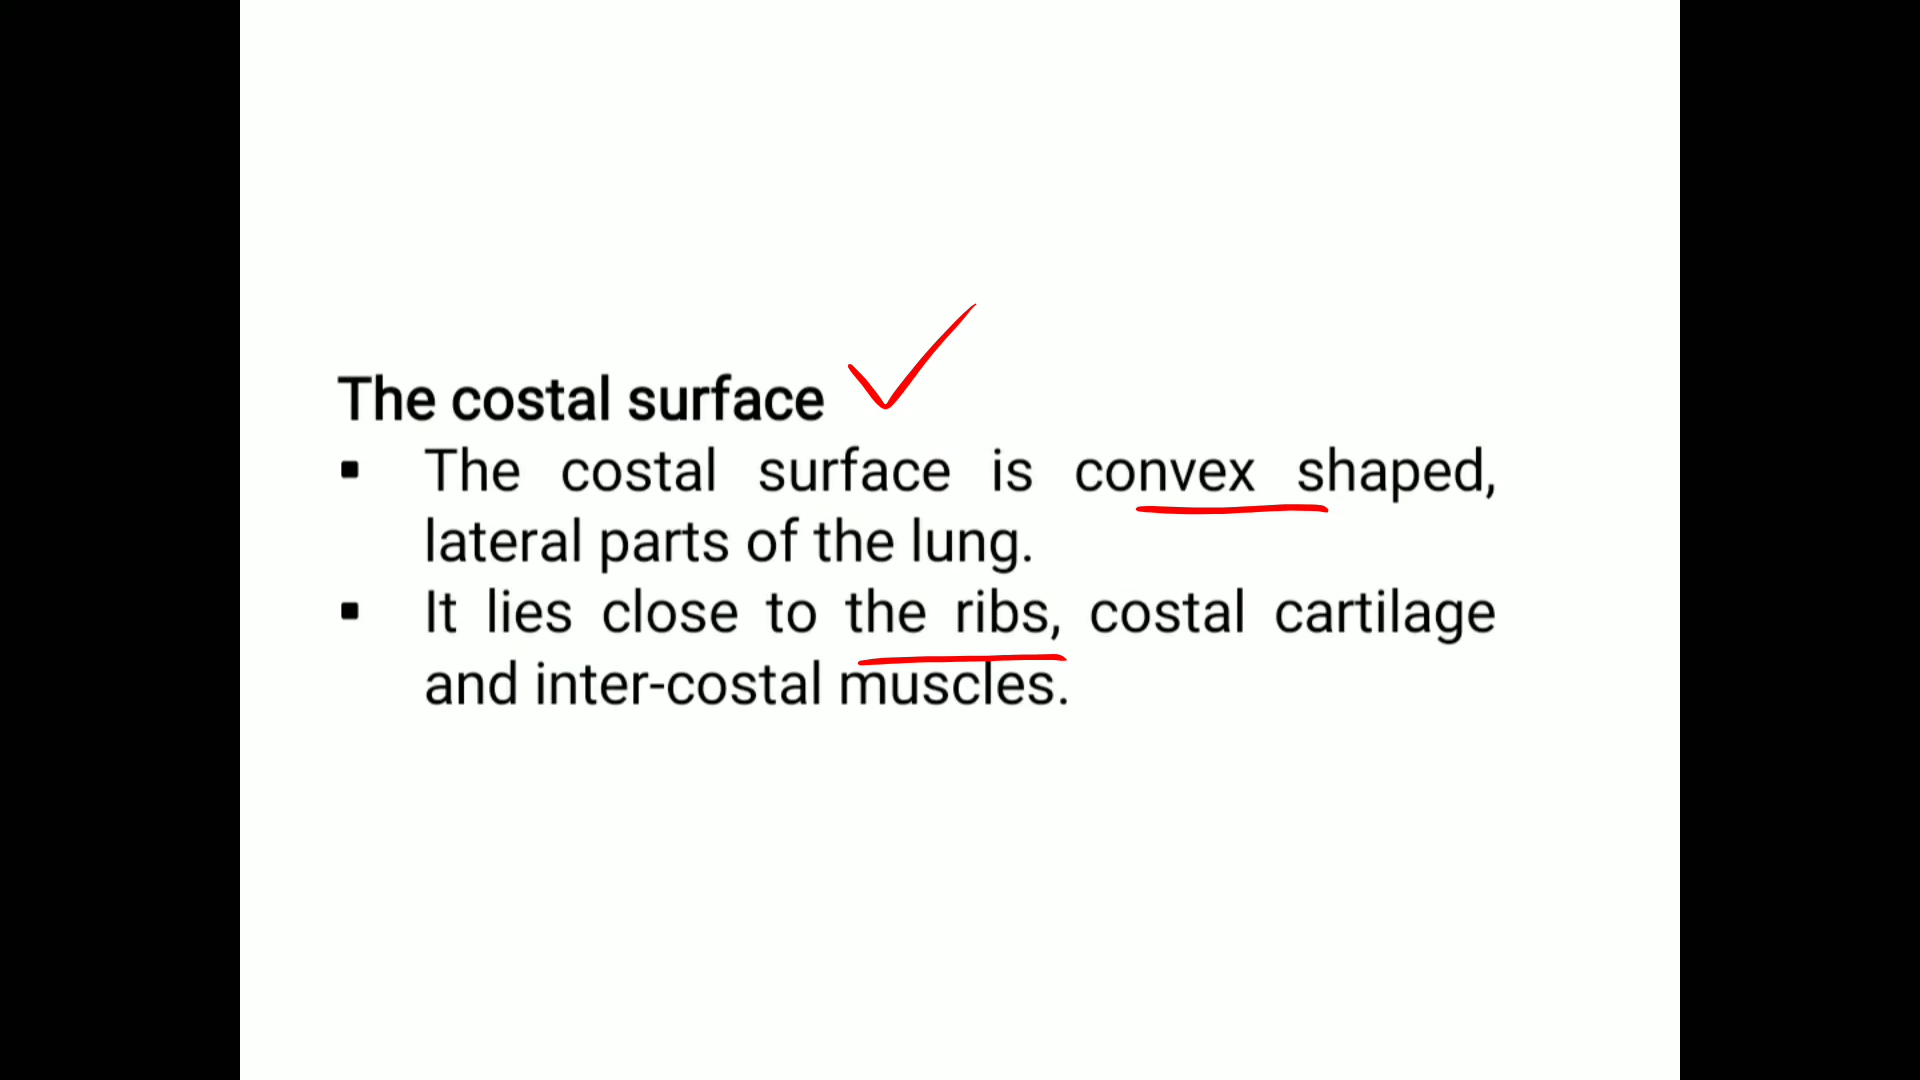 The costal surface
▪ The costal surface is convex shaped,
lateral parts of the lung.
▪ It lies close to the ribs, costal cartilage
and inter-costal muscles.